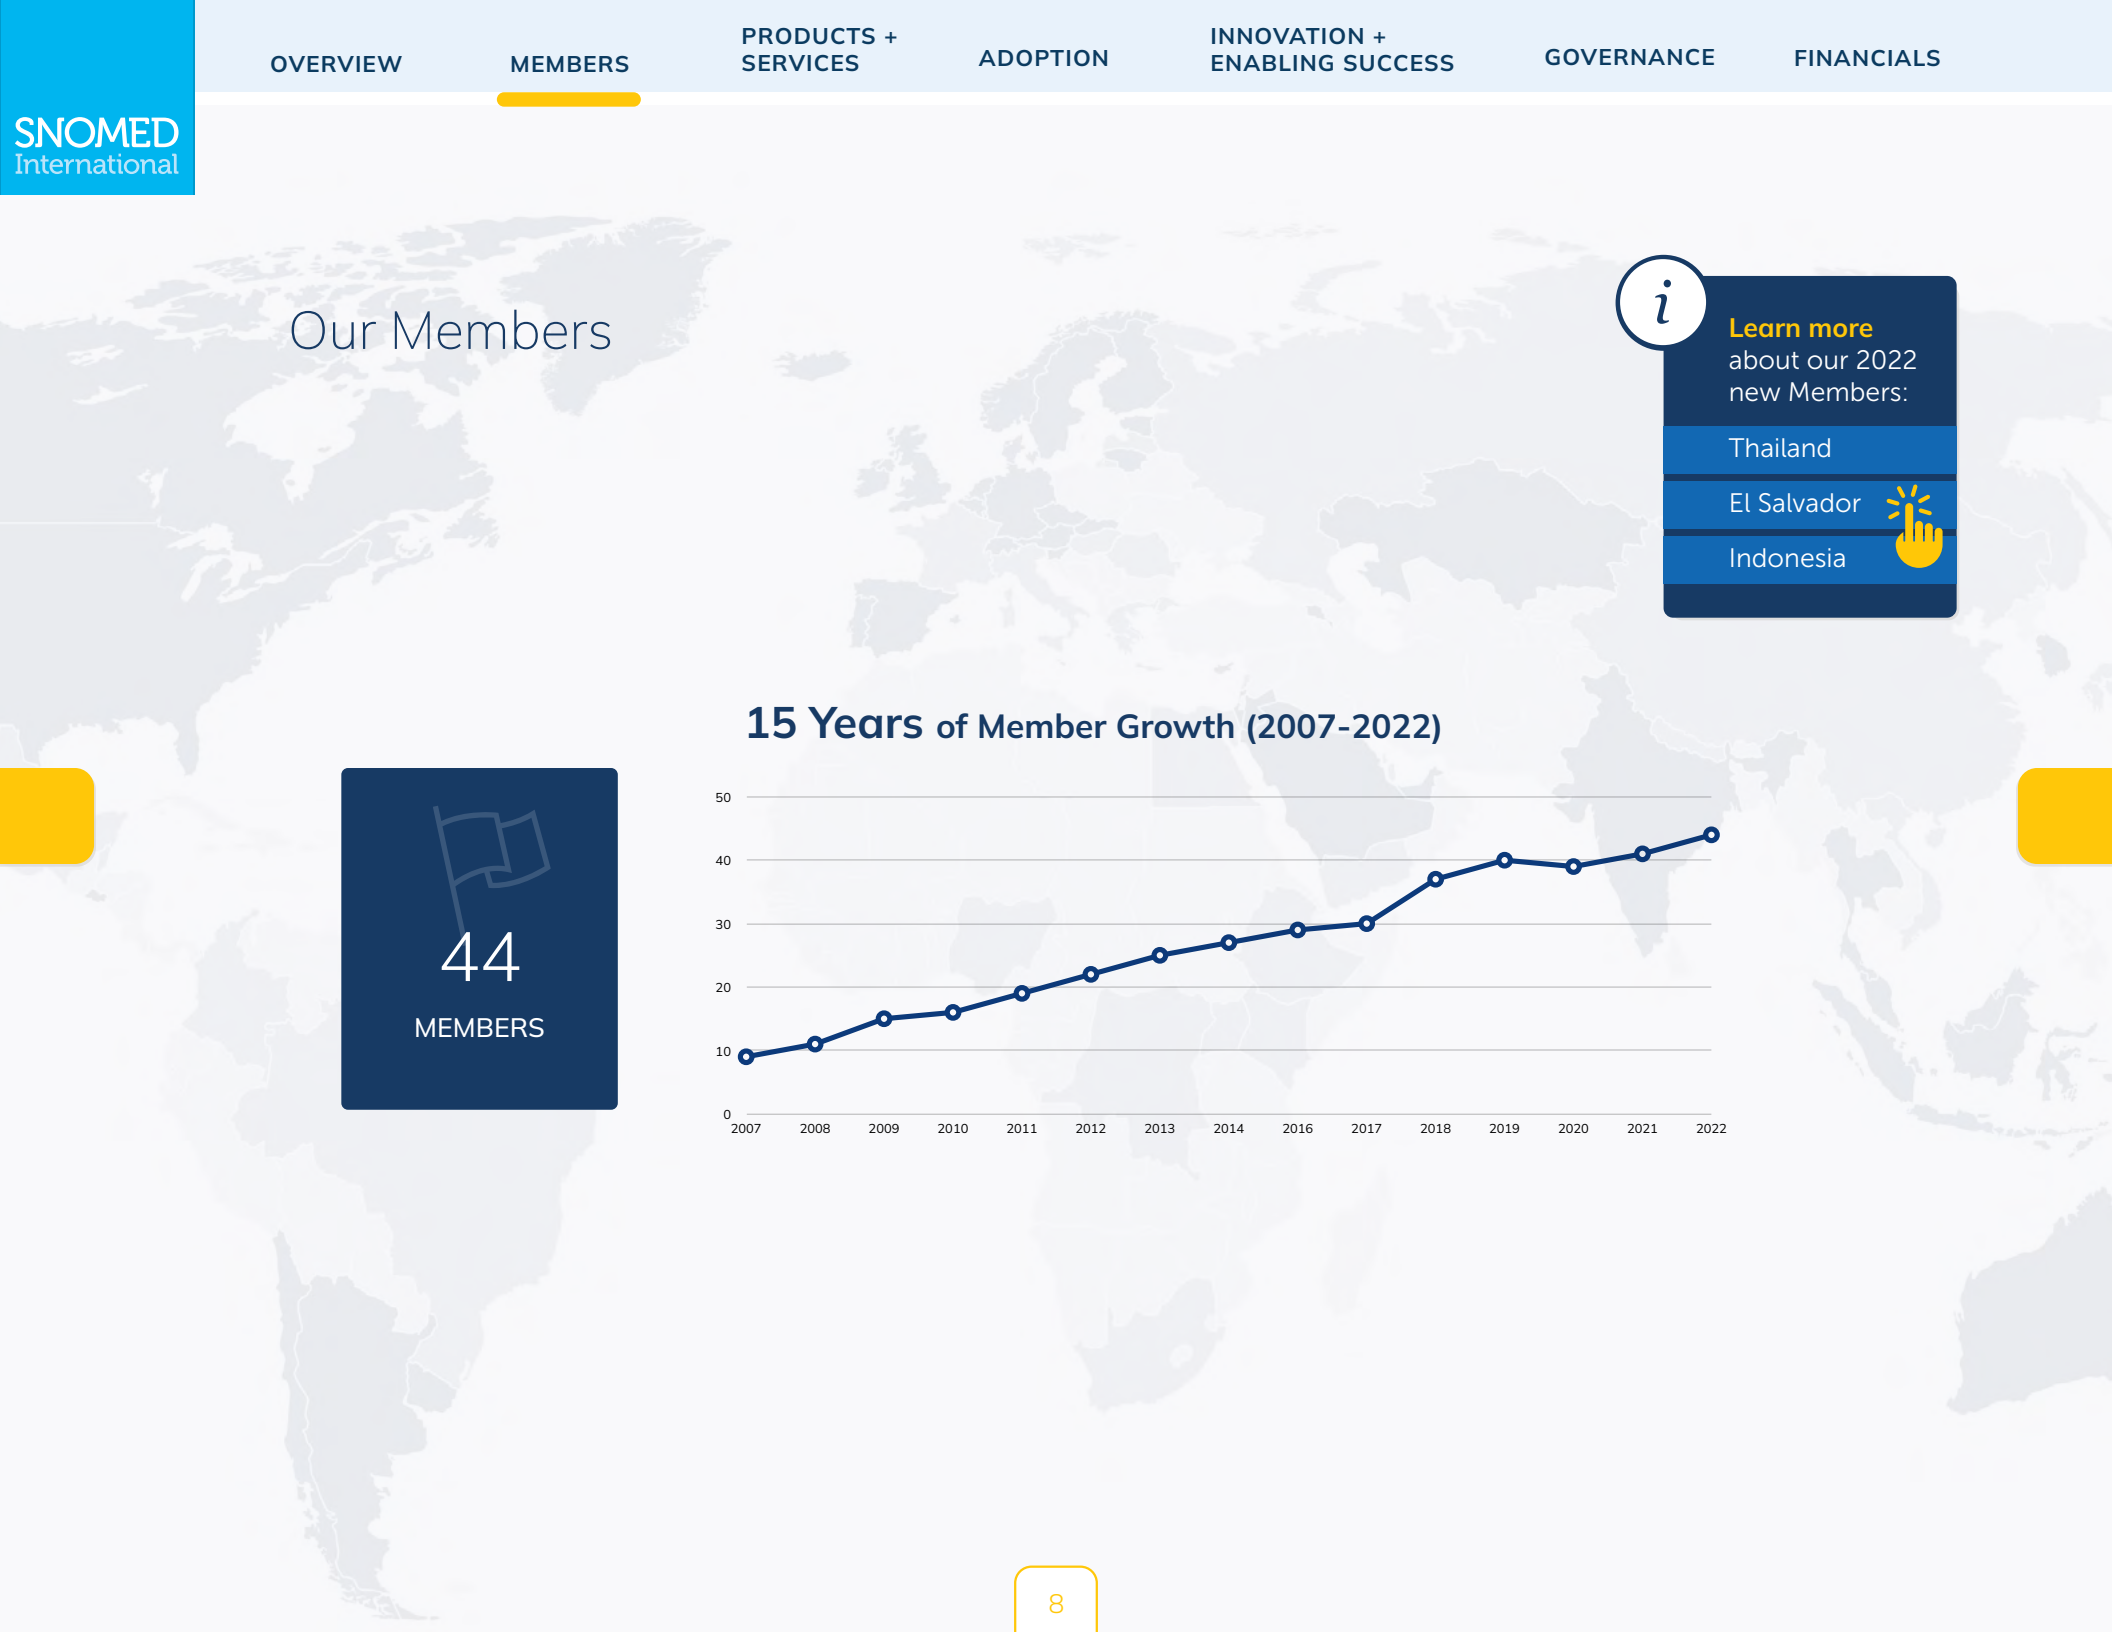 SNOMED
International
OVERVIEW
MEMBERS
PRODUCTS +
SERVICES
ADOPTION
INNOVATION +
ENABLING SUCCESS
GOVERNANCE
FINANCIALS
Our Members
i
Learn more
about our 2022
new Members:
Thailand
El Salvador
Indonesia
44
MEMBERS
15 Years of Member Growth (2007-2022)
50
40
30
20
10
0
2007 2008 2009 2010 2011 2012 2013 2014 2016 2017 2018 2019 2020 2021 2022
8